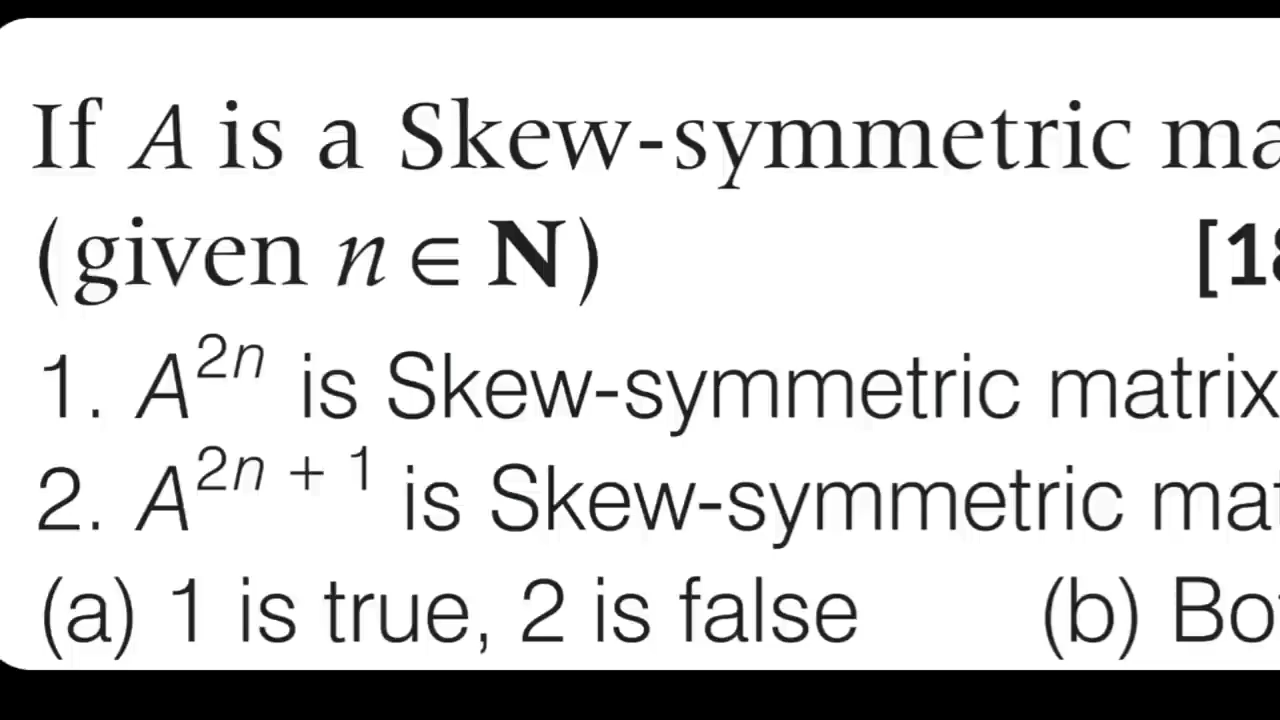 If A is a Skew-symmetric
(given n ∈ N) [18
1. A^{2n} is Skew-symmetric matrix
2. A^{2n + 1} is Skew-symmetric
(a) 1 is true, 2 is false (b)